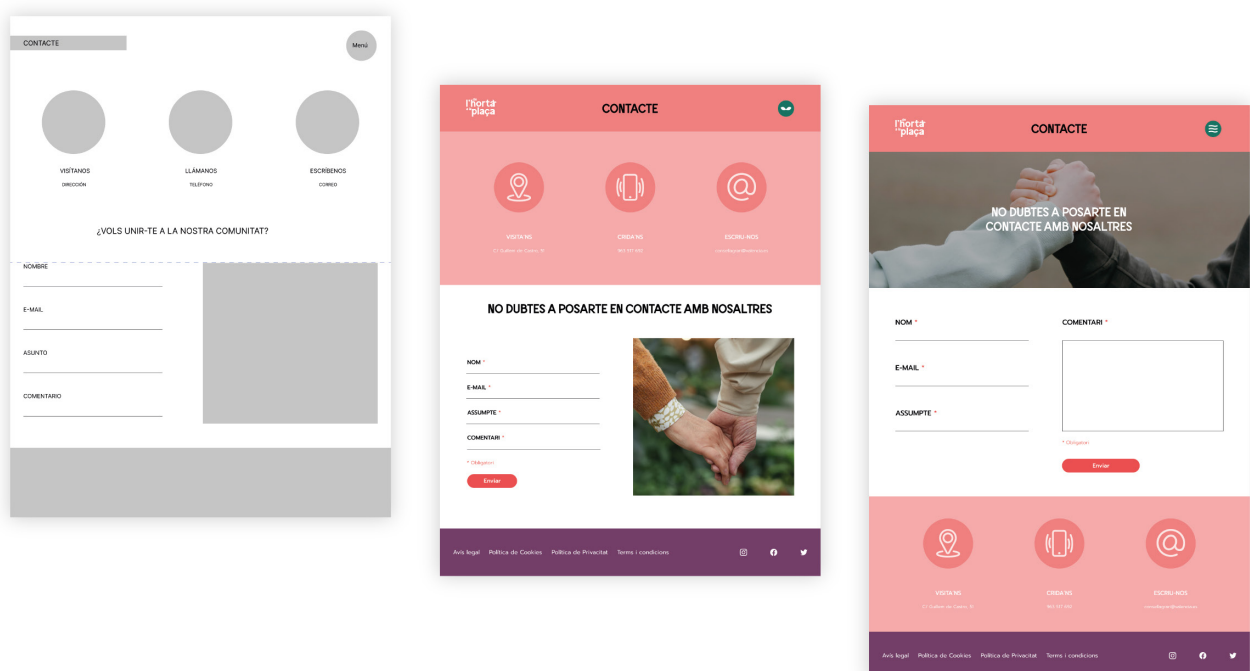 CONTACTE
Menú
VISÍTANOS
LLÁMANOS
ESCRÍBENOS
DIRECCIÓN
TELÉFONO
CORREO
¿VOLS UNIR-TE A LA NOSTRA COMUNITAT?
NOMBRE
E-MAIL
ASUNTO
COMENTARIO
l'horta
plaça
CONTACTE
VISITA'NS
CRIDA'NS
ESCRIU-NOS
NO DUBTES A POSARTE EN CONTACTE AMB NOSALTRES
NOM *
E-MAIL *
ASSUMPTE *
COMENTARI *
* Obligatori
Enviar
Avís legal Política de Cookies Política de Privacitat Terms i condicions
l'horta
plaça
CONTACTE
NO DUBTES A POSARTE EN
CONTACTE AMB NOSALTRES
NOM *
E-MAIL *
ASSUMPTE *
COMENTARI *
* Obligatori
Enviar
VISITA'NS
CRIDA'NS
ESCRIU-NOS
Avís legal Política de Cookies Política de Privacitat Terms i condicions